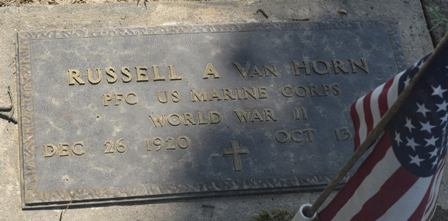 RUSSELL A VAN HORN
PFC US MARINE CORPS
WORLD WAR II
DEC 26 1920 OCT 13